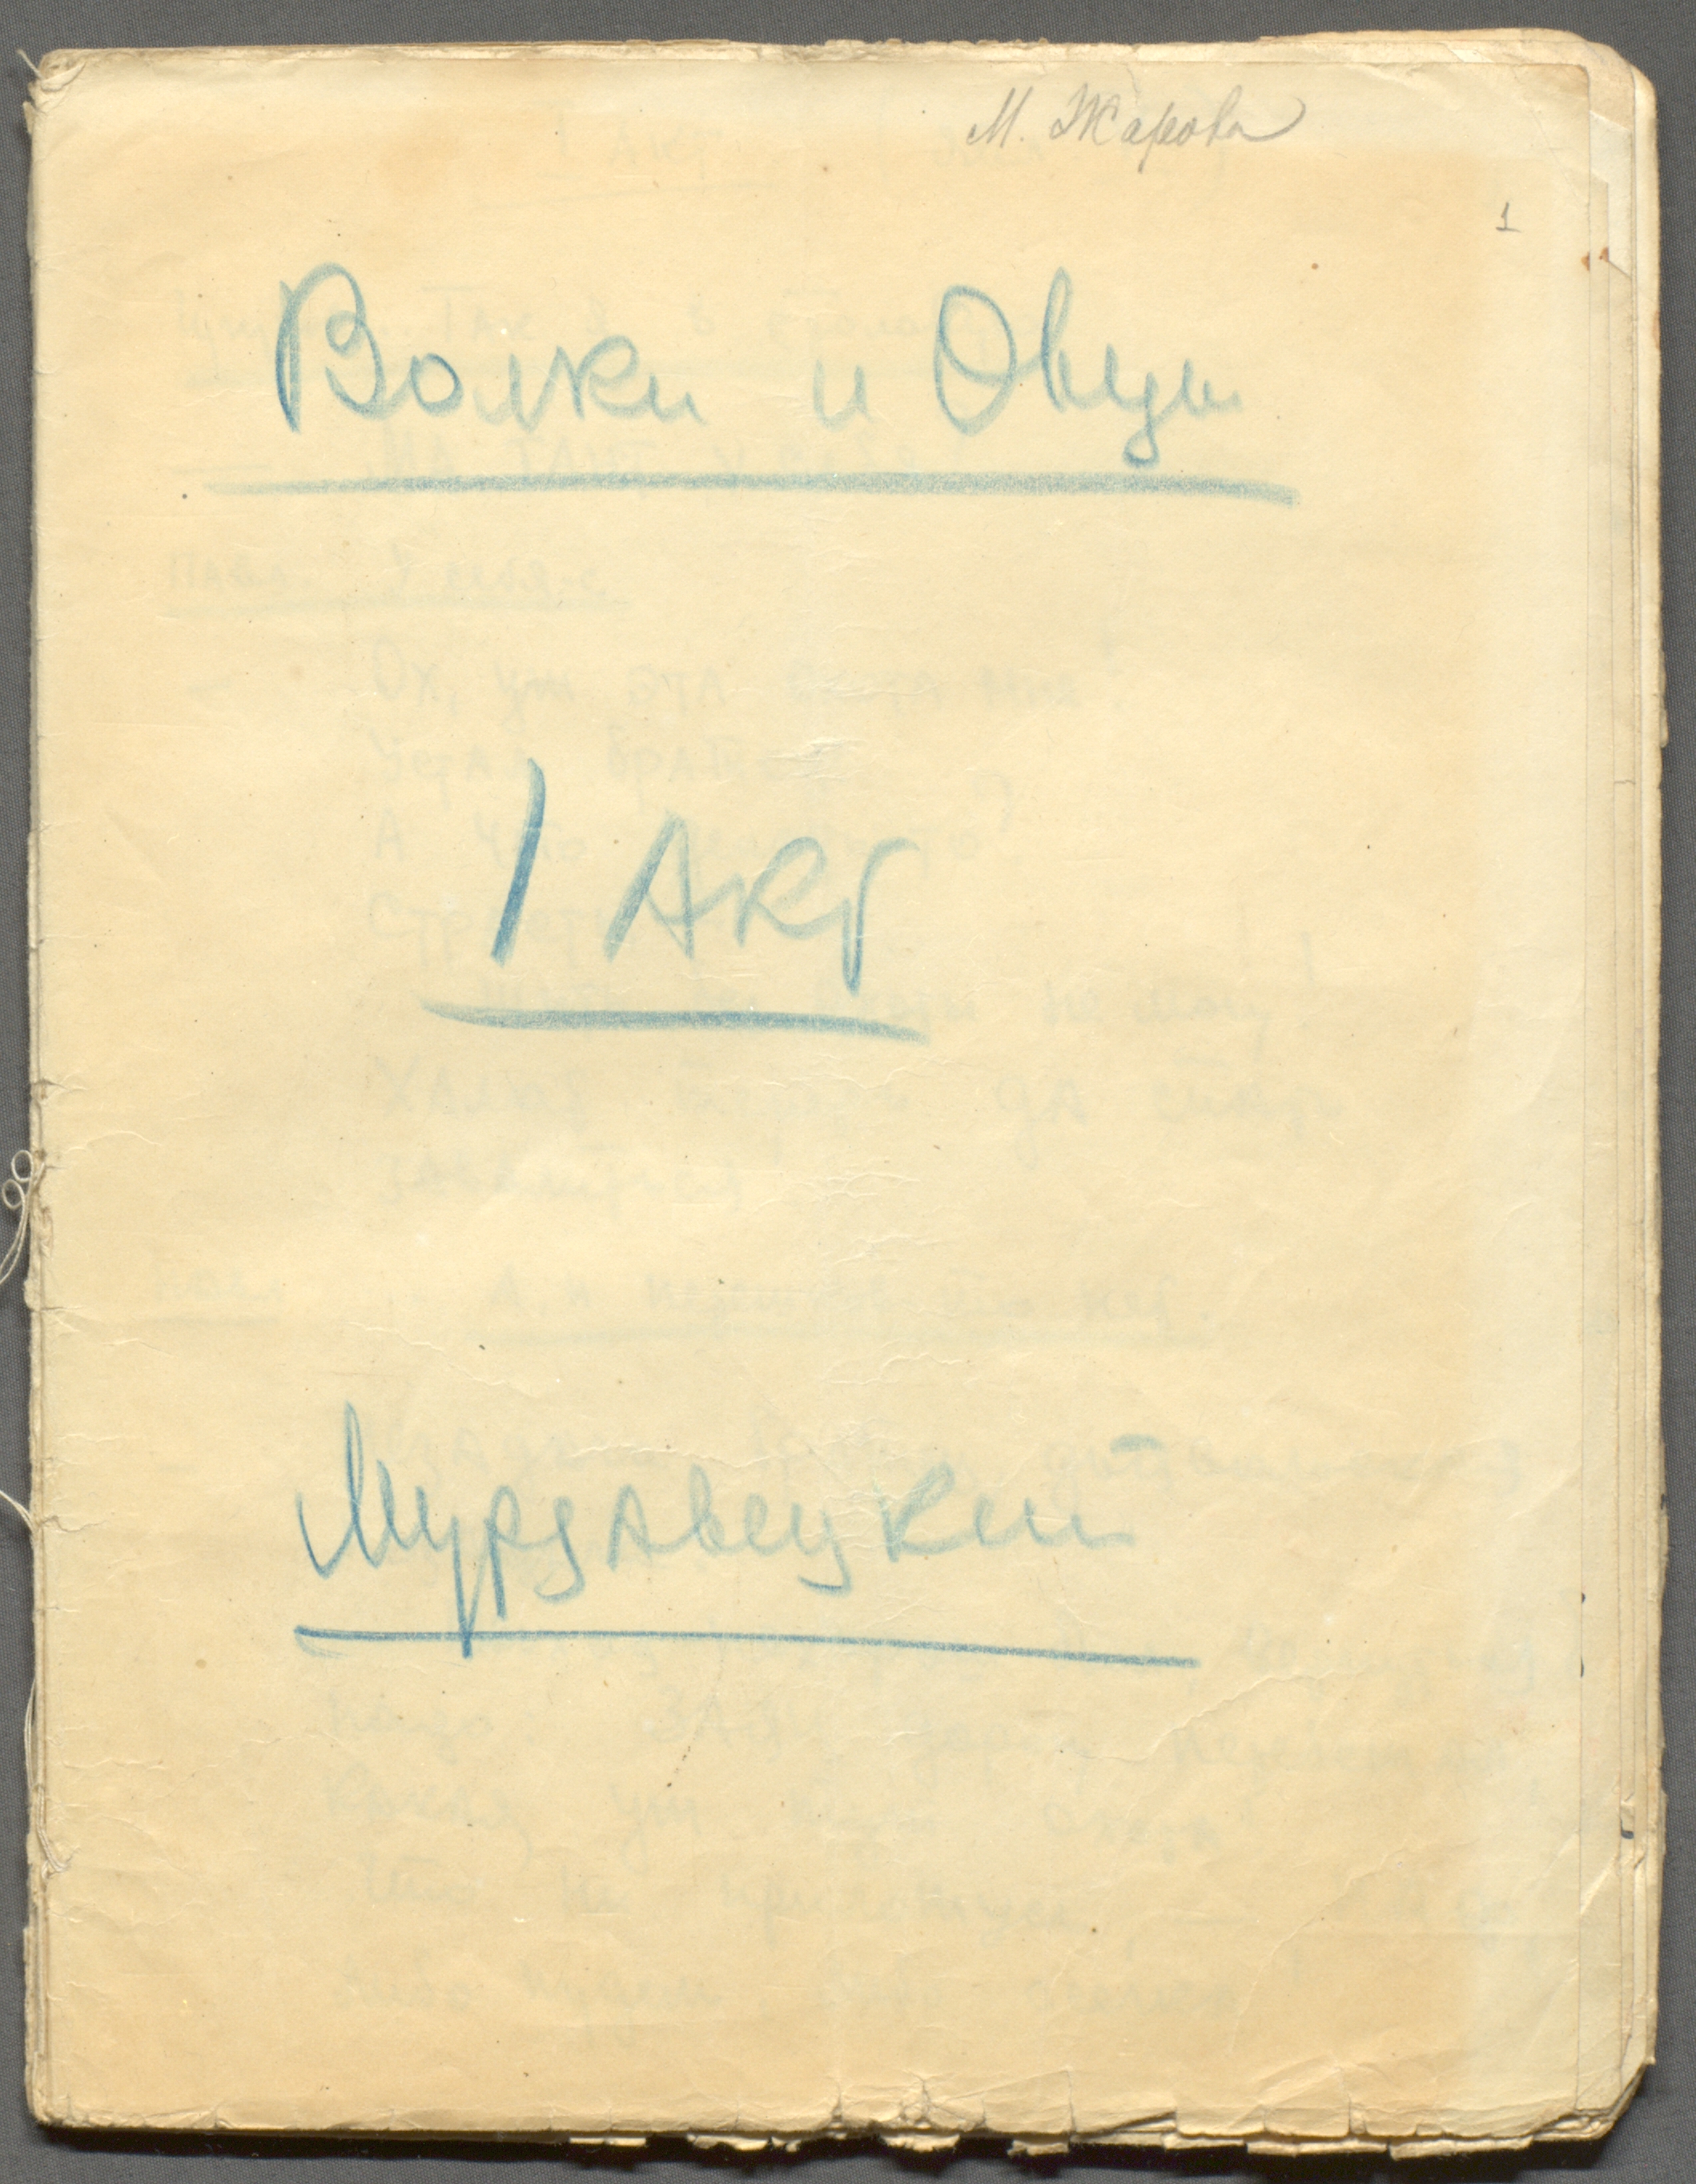 М. Жарова
1
Волки и Овцы
1 Акт
Мурзавецкий